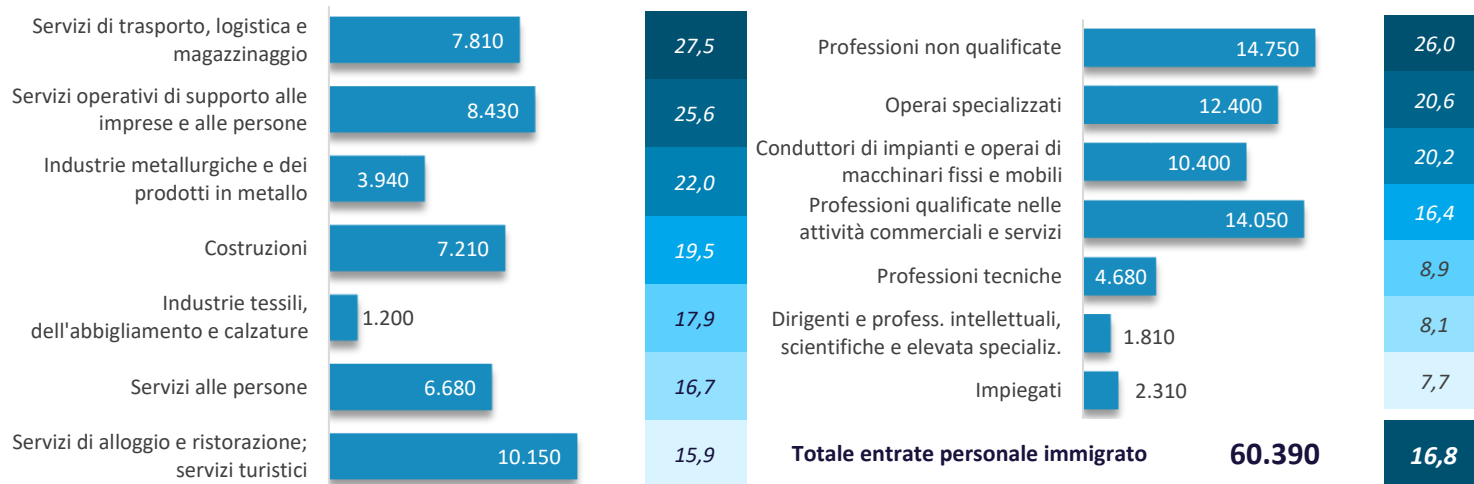 Servizi di trasporto, logistica e
magazzinaggio
7.810
27,5
Servizi operativi di supporto alle
imprese e alle persone
8.430
25,6
Industrie metallurgiche e dei
prodotti in metallo
3.940
22,0
Costruzioni
7.210
19,5
Industrie tessili,
dell'abbigliamento e calzature
1.200
17,9
Servizi alle persone
6.680
16,7
Servizi di alloggio e ristorazione;
servizi turistici
10.150
15,9
Professioni non qualificate
14.750
26,0
Operai specializzati
12.400
20,6
Conduttori di impianti e operai di
macchinari fissi e mobili
10.400
20,2
Professioni qualificate nelle
attività commerciali e servizi
14.050
16,4
Professioni tecniche
4.680
8,9
Dirigenti e profess. intellettuali,
scientifiche e elevata specializ.
1.810
8,1
Impiegati
2.310
7,7
Totale entrate personale immigrato 60.390 16,8